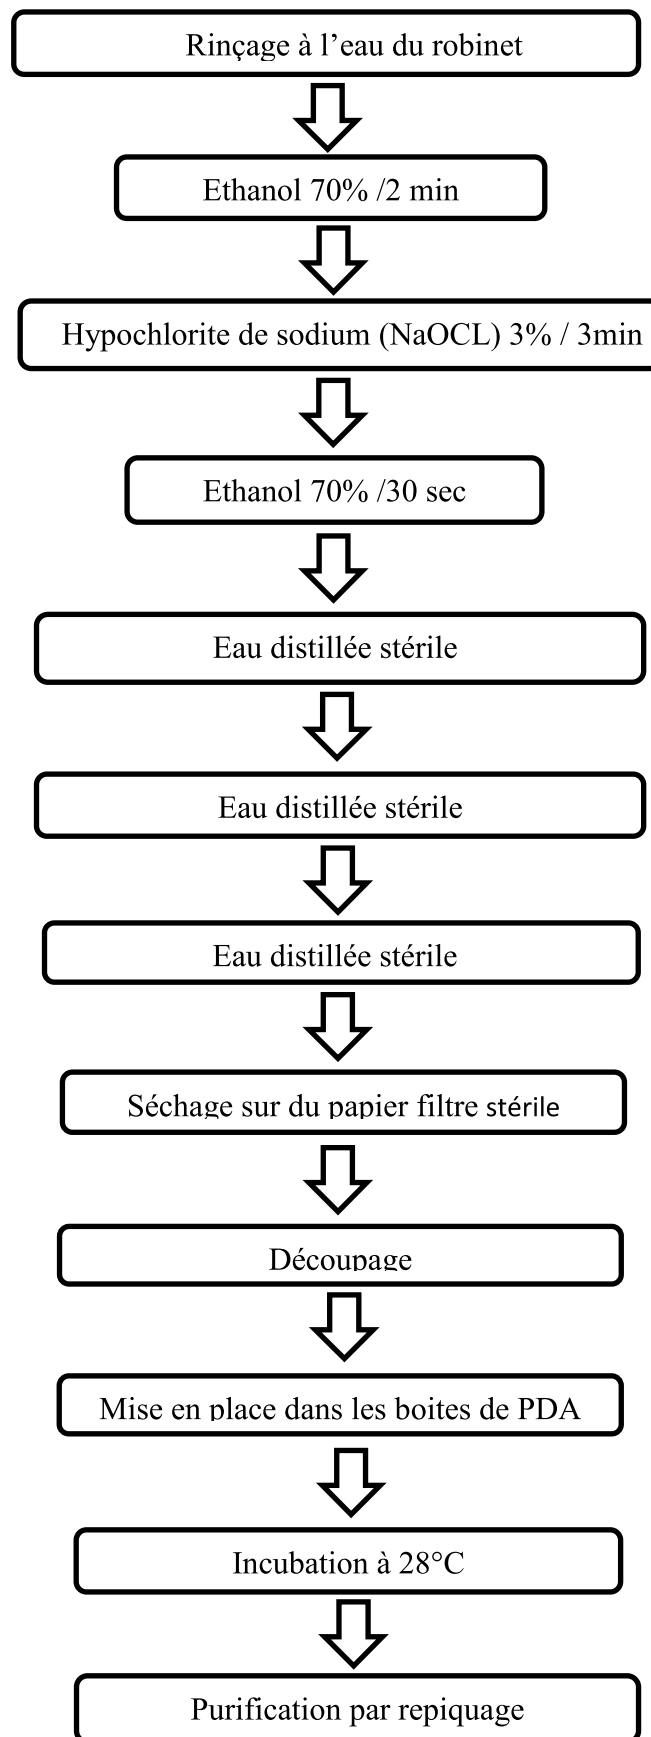 Rinçage à l’eau du robinet
Ethanol 70% /2 min
Hypochlorite de sodium (NaOCL) 3% / 3min
Ethanol 70% /30 sec
Eau distillée stérile
Eau distillée stérile
Eau distillée stérile
Séchage sur du papier filtre stérile
Découpage
Mise en place dans les boites de PDA
Incubation à 28°C
Purification par repiquage